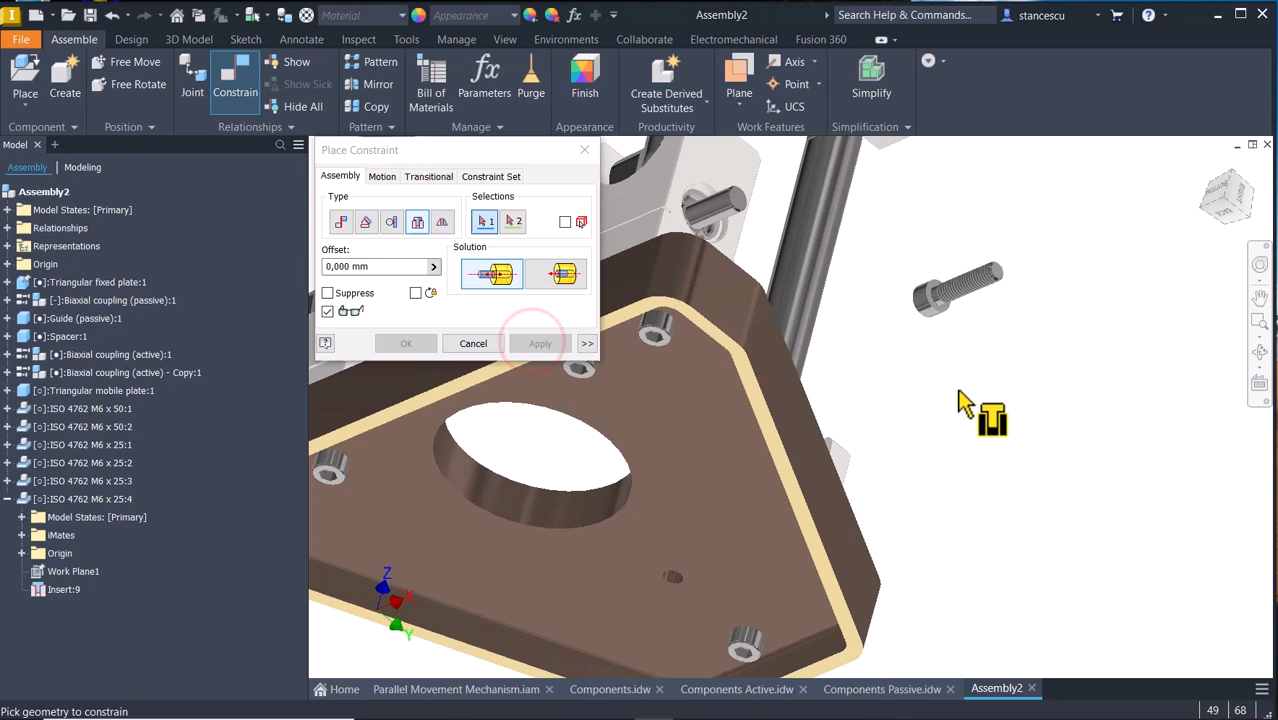 Material
Appearance
Assembly2
Search Help & Commands...
stancescu
File
Assemble
Design
3D Model
Sketch
Annotate
Inspect
Tools
Manage
View
Environments
Collaborate
Electromechanical
Fusion 360
Place
Create
Free Move
Free Rotate
Joint
Constrain
Show
Show Sick
Hide All
Pattern
Mirror
Copy
Bill of
Materials
Parameters
Purge
Finish
Create Derived
Substitutes
Plane
Axis
Point
UCS
Simplify
Component
Position
Relationships
Pattern
Manage
Appearance
Productivity
Work Features
Simplification
Model
Assembly
Modeling
Assembly2
Model States: [Primary]
Relationships
Representations
Origin
[●]:Triangular fixed plate:1
[-]:Biaxial coupling (passive):1
[●]:Guide (passive):1
[●]:Spacer:1
[●]:Biaxial coupling (active):1
[●]:Biaxial coupling (active) - Copy:1
[○]:Triangular mobile plate:1
[○]:ISO 4762 M6 x 50:1
[○]:ISO 4762 M6 x 50:2
[○]:ISO 4762 M6 x 25:1
[○]:ISO 4762 M6 x 25:2
[○]:ISO 4762 M6 x 25:3
[○]:ISO 4762 M6 x 25:4
Model States: [Primary]
iMates
Origin
Work Plane1
Insert:9
Place Constraint
Assembly
Motion
Transitional
Constraint Set
Type
Selections
1
2
Offset:
Solution
0,000 mm
Suppress
OK
Cancel
Apply
>>
Z
X
Y
Home
Parallel Movement Mechanism.iam
Components.idw
Components Active.idw
Components Passive.idw
Assembly2
Pick geometry to constrain
49
68